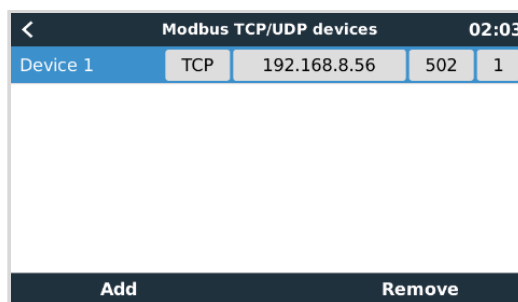 Modbus TCP/UDP devices 02:03
Device 1 TCP 192.168.8.56 502 1
Add Remove